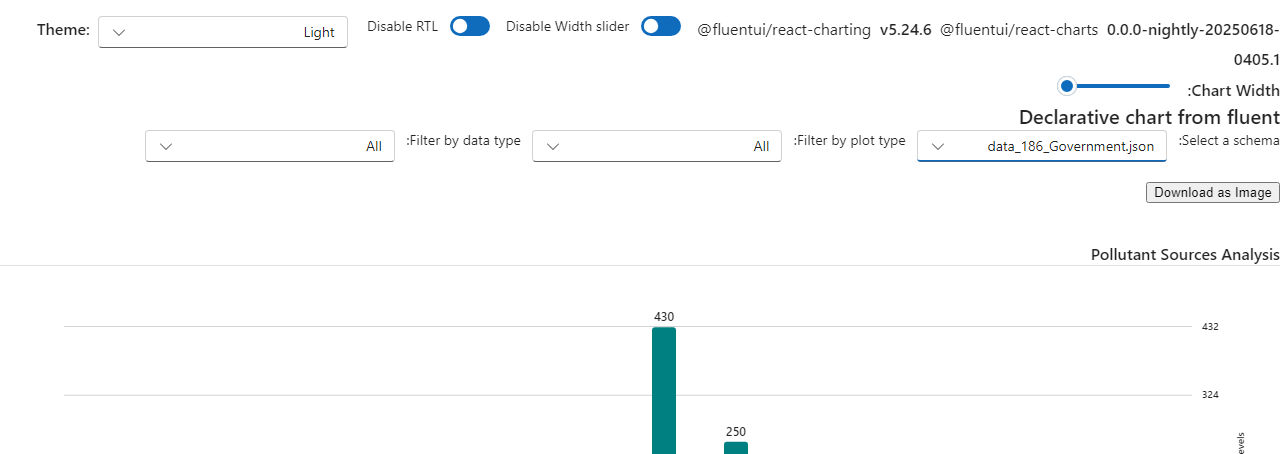 Theme: Light Disable RTL Disable Width slider @fluentui/react-charting v5.24.6 @fluentui/react-charts 0.0.0-nightly-20250618-
0405.1
:Chart Width
Declarative chart from fluent
:Select a schema data_186_Government.json :Filter by plot type All :Filter by data type All
Download as Image
Pollutant Sources Analysis
430
432
324
250
evels